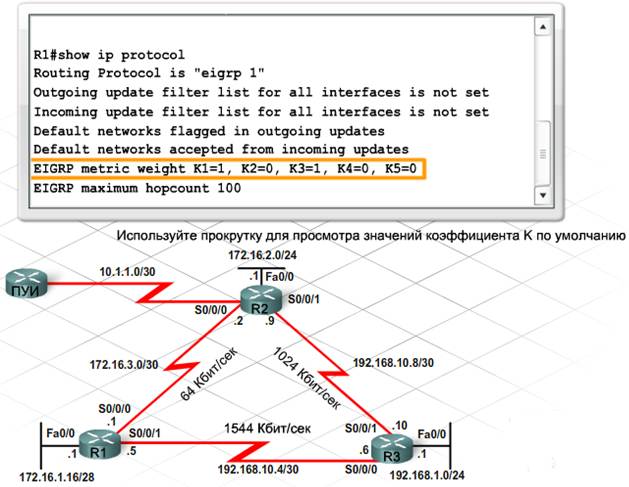 R1#show ip protocol
Routing Protocol is "eigrp 1"
Outgoing update filter list for all interfaces is not set
Incoming update filter list for all interfaces is not set
Default networks flagged in outgoing updates
Default networks accepted from incoming updates
EIGRP metric weight K1=1, K2=0, K3=1, K4=0, K5=0
EIGRP maximum hopcount 100
Используйте прокрутку для просмотра значений коэффициента K по умолчанию
172.16.2.0/24
10.1.1.0/30
.1 Fa0/0
ПУИ
S0/0/0
R2
S0/0/1
.2
.9
172.16.3.0/30
64 Кбит/сек
1024 Кбит/сек
192.168.10.8/30
S0/0/0
.1
Fa0/0
S0/0/1
1544 Кбит/сек
S0/0/1
.10
Fa0/0
.1
R1
.5
.6
R3
.1
172.16.1.16/28
192.168.10.4/30
S0/0/0
192.168.1.0/24